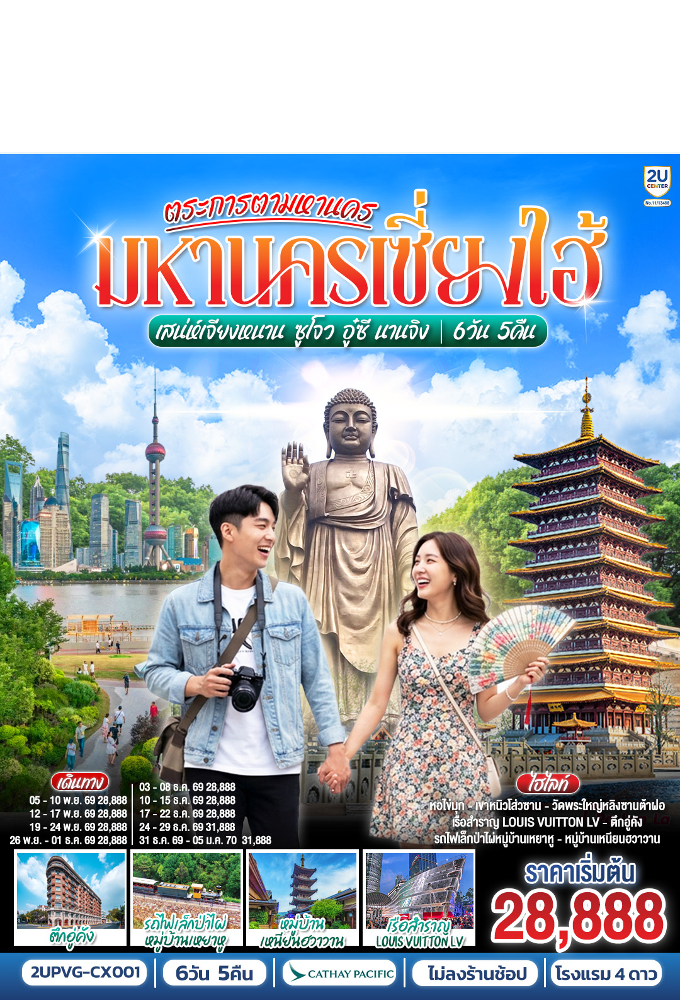 2U
CENTER
No.11/13488
ตระการตามหานคร
มหานครเซี่ยงไฮ้
เสน่ห์เจียงหนาน ซูโจว อู๋ซี นานจิง | 6วัน 5คืน
เดินทาง
05 - 10 พ.ย. 69 28,888
12 - 17 พ.ย. 69 28,888
19 - 24 พ.ย. 69 28,888
26 พ.ย. - 01 ธ.ค. 69 28,888
03 - 08 ธ.ค. 69 28,888
10 - 15 ธ.ค. 69 28,888
17 - 22 ธ.ค. 69 28,888
24 - 29 ธ.ค. 69 31,888
31 ธ.ค. 69 - 05 ม.ค. 70 31,888
ไฮไลท์
หอไข่มุก - เขาหนิวโส่วซาน - วัดพระใหญ่หลิงซานต้าฝอ
เรือสำราญ LOUIS VUITTON LV - ตึกอู่คัง
รถไฟเล็กป่าไผ่หมู่บ้านเหยาหู - หมู่บ้านเหนียนฮวาวาน
ตึกอู่คัง
รถไฟเล็กป่าไผ่
หมู่บ้านเหยาหู
หมู่บ้าน
เหนียนฮวาวาน
เรือสำราญ
LOUIS VUITTON LV
ราคาเริ่มต้น
28,888
2UPVG-CX001
6วัน 5คืน
CATHAY PACIFIC
ไม่ลงร้านช้อป
โรงแรม 4 ดาว